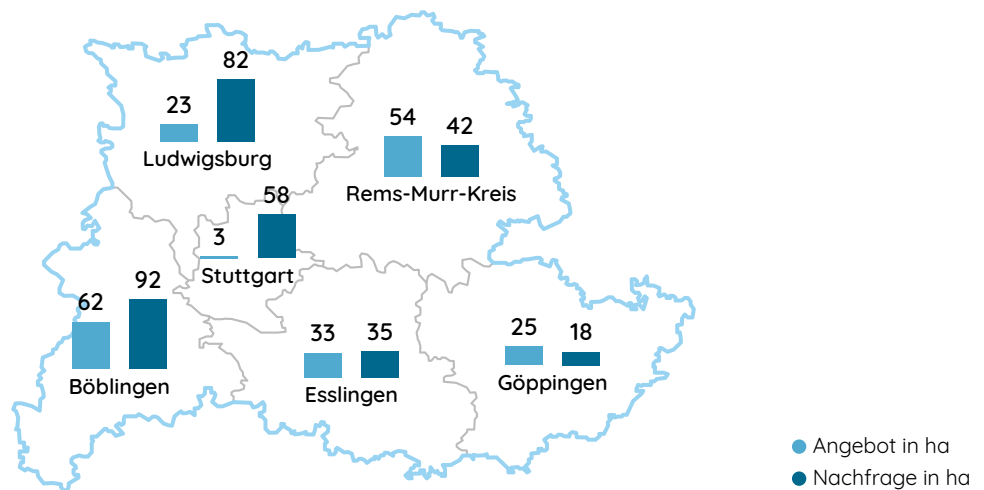 82
23
Ludwigsburg
54
42
Rems-Murr-Kreis
58
3
Stuttgart
92
62
Böblingen
33
35
Esslingen
25
18
Göppingen
Angebot in ha
Nachfrage in ha